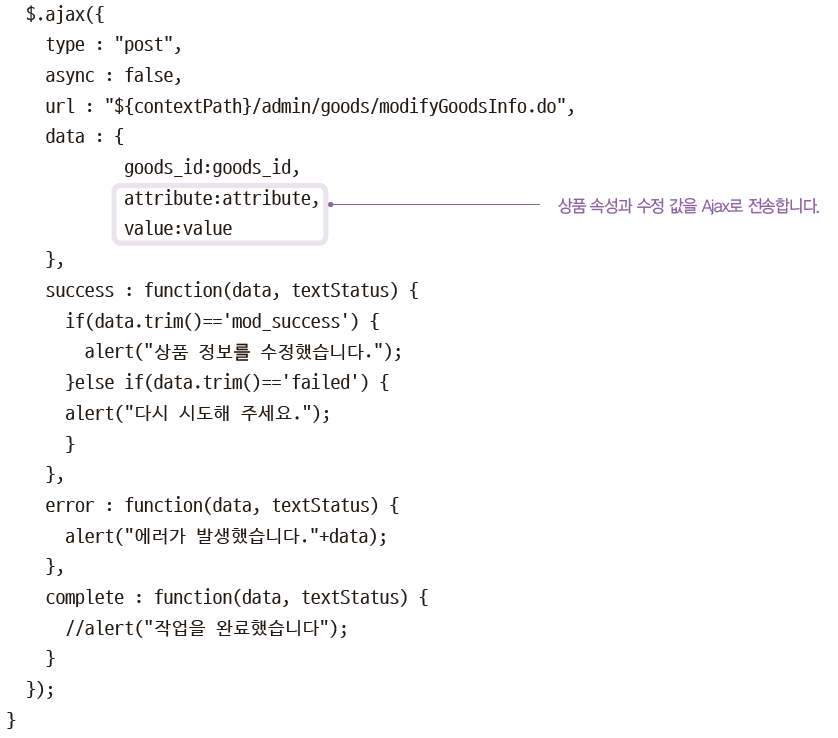 $.ajax({
type : "post",
async : false,
url : "${contextPath}/admin/goods/modifyGoodsInfo.do",
data : {
goods_id:goods_id,
attribute:attribute,
상품 속성과 수정 값을 Ajax로 전송합니다.
value:value
},
success : function(data, textStatus) {
if(data.trim()=='mod_success') {
alert("상품 정보를 수정했습니다.");
}else if(data.trim()=='failed') {
alert("다시 시도해 주세요.");
}
},
error : function(data, textStatus) {
alert("에러가 발생했습니다."+data);
},
complete : function(data, textStatus) {
//alert("작업을 완료했습니다");
}
});
}